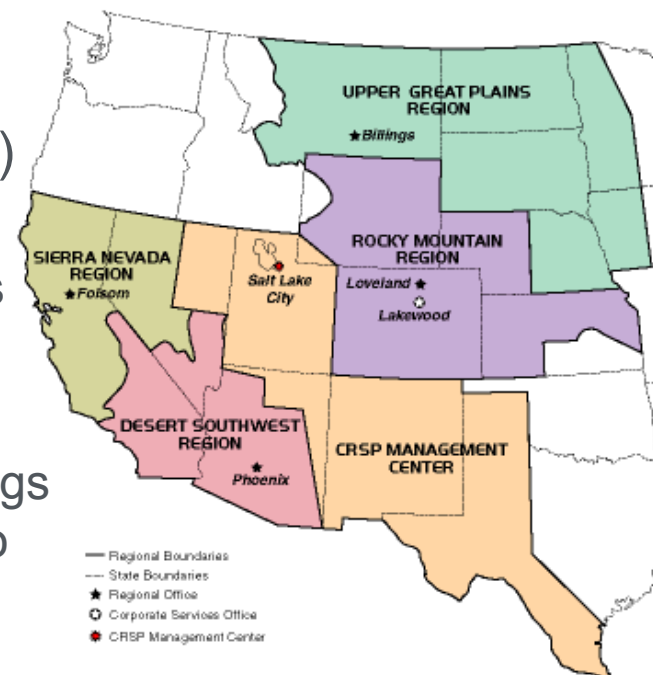 )
s
gs
o
UPPER GREAT PLAINS
REGION
Billings
ROCKY MOUNTAIN
REGION
Loveland
Lakewood
SIERRA NEVADA
REGION
Folsom
Salt Lake
City
DESERT SOUTHWEST
REGION
Phoenix
CRSP MANAGEMENT
CENTER
Regional Boundaries
State Boundaries
Regional Office
Corporate Services Office
CRSP Management Center